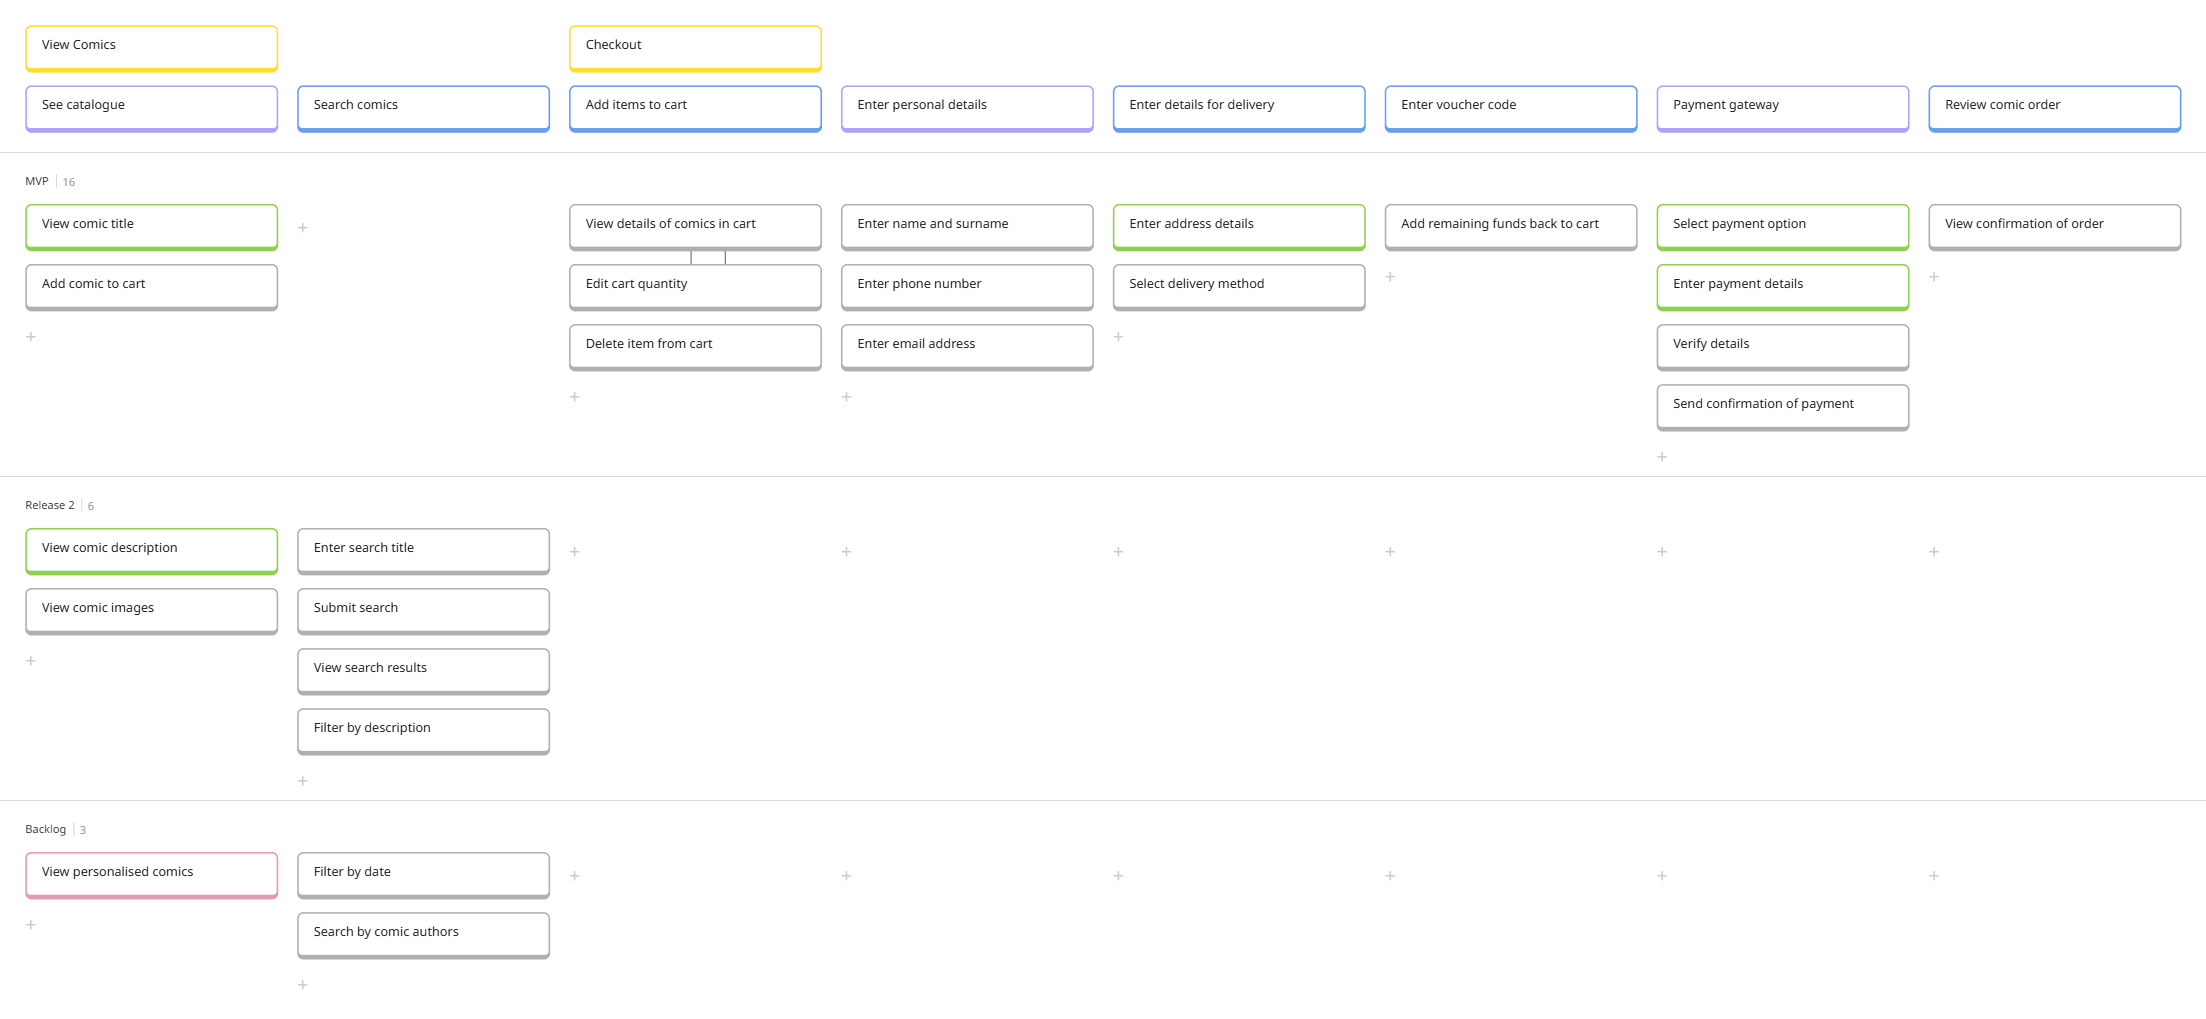 View Comics
Checkout
See catalogue
Search comics
Add items to cart
Enter personal details
Enter details for delivery
Enter voucher code
Payment gateway
Review comic order
MVP 16
View comic title
View details of comics in cart
Enter name and surname
Enter address details
Add remaining funds back to cart
Select payment option
View confirmation of order
Add comic to cart
Edit cart quantity
Enter phone number
Select delivery method
Enter payment details
Delete item from cart
Enter email address
Verify details
Send confirmation of payment
Release 2 6
View comic description
Enter search title
View comic images
Submit search
View search results
Filter by description
Backlog 3
View personalised comics
Filter by date
Search by comic authors